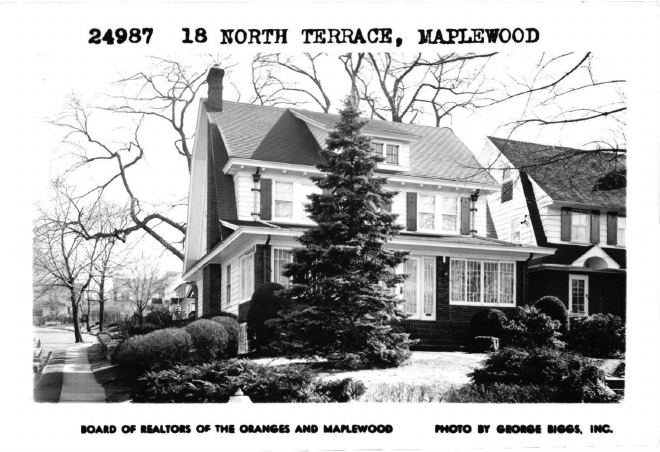 24987 18 NORTH TERRACE, MAPLEWOOD
BOARD OF REALTORS OF THE ORANGES AND MAPLEWOOD PHOTO BY GEORGE BIGGS, INC.